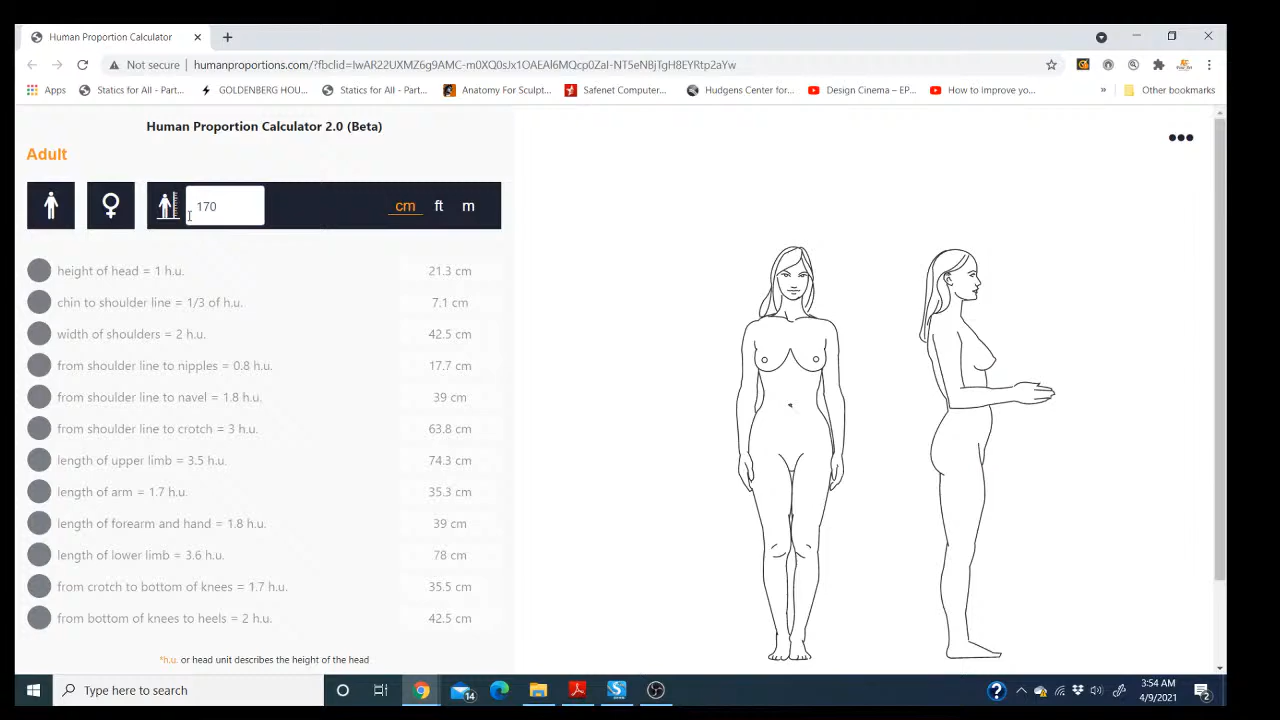 Human Proportion Calculator
Not secure humanproportions.com/?fbclid=IwAR22UXMZ6g9AMC-m0XQ0sJx1OAEAl6MQcp0ZaI-NT5eNBjTgH8EYRtp2aYw
Apps Statics for All - Part... GOLDENBERG HOU... Statics for All - Part... Anatomy For Sculpt... Safenet Computer... Hudgens Center for... Design Cinema – EP... How to Improve yo... » Other bookmarks
Human Proportion Calculator 2.0 (Beta)
Adult
170 cm ft m
height of head = 1 h.u. 21.3 cm
chin to shoulder line = 1/3 of h.u. 7.1 cm
width of shoulders = 2 h.u. 42.5 cm
from shoulder line to nipples = 0.8 h.u. 17.7 cm
from shoulder line to navel = 1.8 h.u. 39 cm
from shoulder line to crotch = 3 h.u. 63.8 cm
length of upper limb = 3.5 h.u. 74.3 cm
length of arm = 1.7 h.u. 35.3 cm
length of forearm and hand = 1.8 h.u. 39 cm
length of lower limb = 3.6 h.u. 78 cm
from crotch to bottom of knees = 1.7 h.u. 35.5 cm
from bottom of knees to heels = 2 h.u. 42.5 cm
*h.u. or head unit describes the height of the head
Type here to search 14 3:54 AM
4/9/2021 2